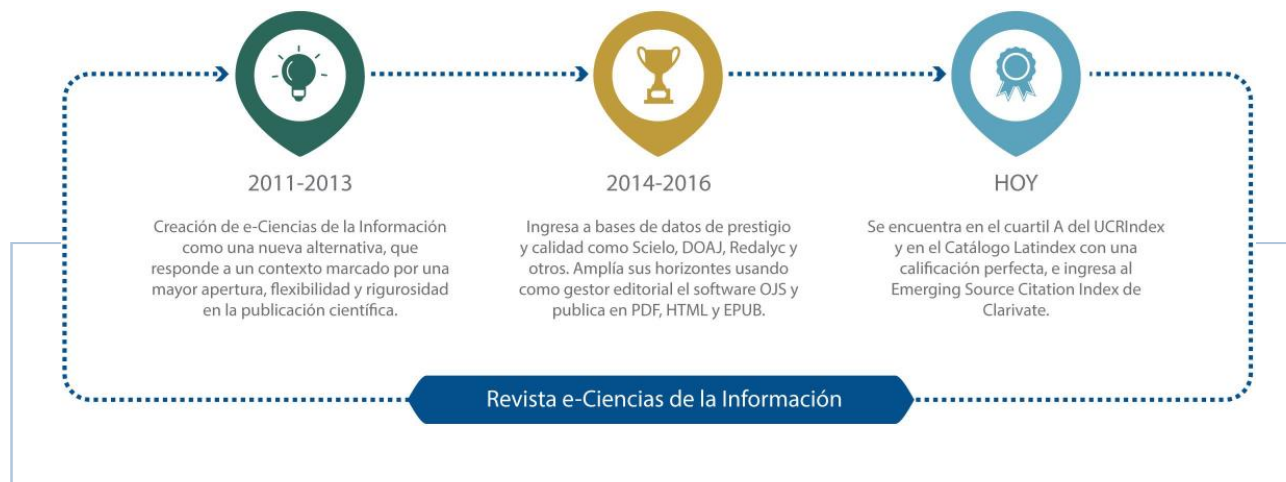 2011-2013
Creación de e-Ciencias de la Información
como una nueva alternativa, que
responde a un contexto marcado por una
mayor apertura, flexibilidad y rigurosidad
en la publicación científica.
2014-2016
Ingresa a bases de datos de prestigio
y calidad como Scielo, DOAJ, Redalyc y
otros. Amplía sus horizontes usando
como gestor editorial el software OJS y
publica en PDF, HTML y EPUB.
HOY
Se encuentra en el cuartil A del UCRIndex
y en el Catálogo Latindex con una
calificación perfecta, e ingresa al
Emerging Source Citation Index de
Clarivate.
Revista e-Ciencias de la Información